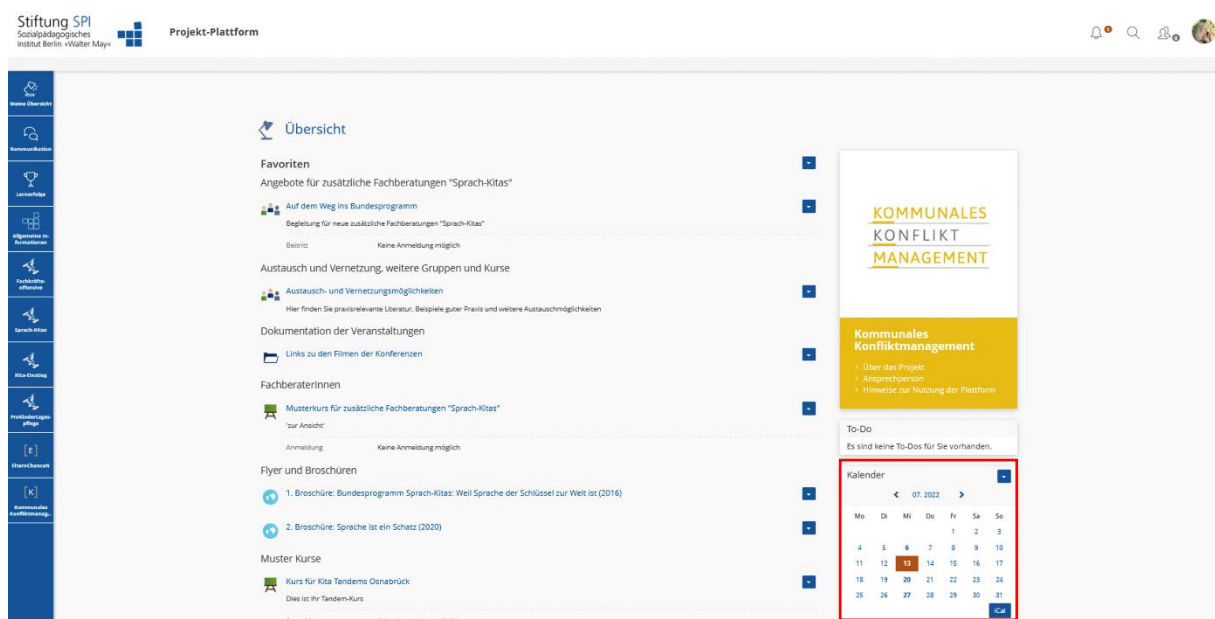 Stiftung SPI
Sozialpädagogisches
Institut Berlin »Walter May«
Projekt-Plattform
Meine Übersicht
Kommunikation
Lernerfolge
Allgemeine In-
formationen
Fachkräfte-
offensive
Sprach-Kitas
Kita-Einstieg
ProKindertages-
pflege
[E]
ElternChanceN
[K]
Kommunales
Konfliktmanag..
Übersicht
Favoriten
Angebote für zusätzliche Fachberatungen "Sprach-Kitas"
Auf dem Weg ins Bundesprogramm
Begleitung für neue zusätzliche Fachberatungen "Sprach-Kitas"
Beitritt Keine Anmeldung möglich
Austausch und Vernetzung, weitere Gruppen und Kurse
Austausch- und Vernetzungsmöglichkeiten
Hier finden Sie praxisrelevante Literatur, Beispiele guter Praxis und weitere Austauschmöglichkeiten
Dokumentation der Veranstaltungen
Links zu den Filmen der Konferenzen
FachberaterInnen
Musterkurs für zusätzliche Fachberatungen "Sprach-Kitas"
'zur Ansicht'
Anmeldung Keine Anmeldung möglich
Flyer und Broschüren
1. Broschüre: Bundesprogramm Sprach-Kitas: Weil Sprache der Schlüssel zur Welt ist (2016)
2. Broschüre: Sprache ist ein Schatz (2020)
Muster Kurse
Kurs für Kita Tandems Osnabrück
Dies ist Ihr Tandem-Kurs
KOMMUNALES
KONFLIKT
MANAGEMENT
Kommunales
Konfliktmanagement
> Über das Projekt
> Ansprechperson
> Hinweise zur Nutzung der Plattform
To-Do
Es sind keine To-Dos für Sie vorhanden.
Kalender
07. 2022
Mo Di Mi Do Fr Sa So
1 2 3
4 5 6 7 8 9 10
11 12 13 14 15 16 17
18 19 20 21 22 23 24
25 26 27 28 29 30 31
iCal